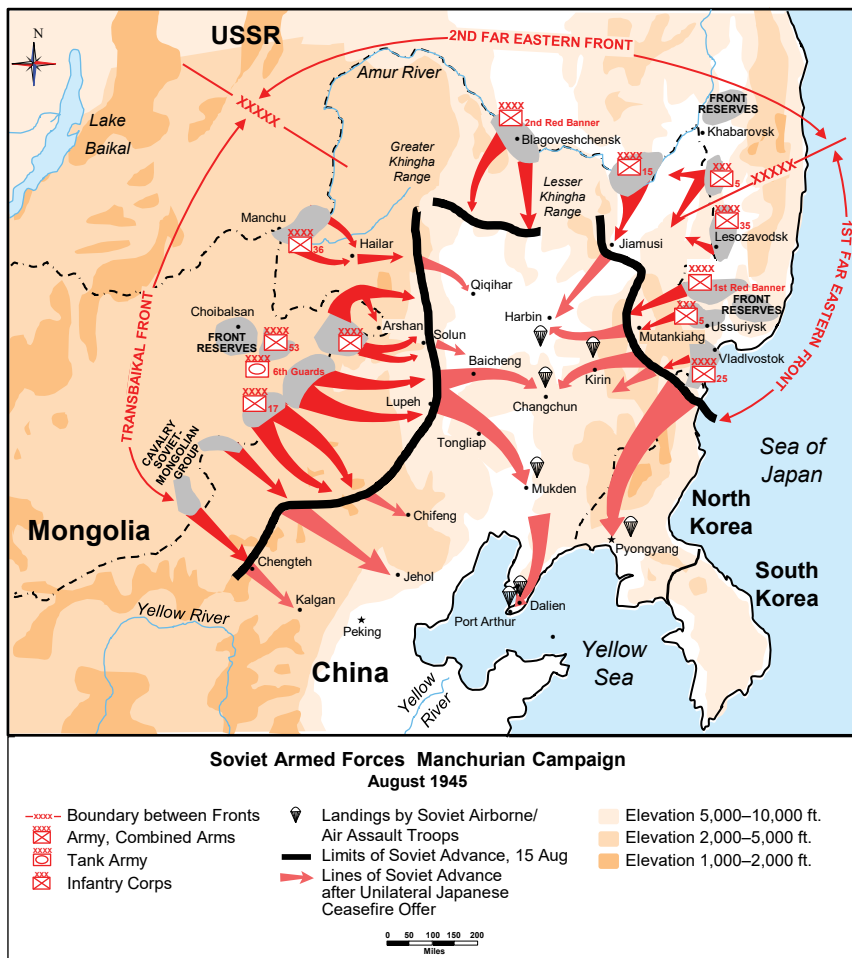 N
USSR
2ND FAR EASTERN FRONT
Amur River
XXXXX
Lake
Baikal
XXXX
2nd Red Banner
Blagoveshchensk
FRONT
RESERVES
Khabarovsk
Greater
Khingha
Range
Lesser
Khingha
Range
XXXX
15
XXX
5
XXXXX
1ST FAR EASTERN FRONT
XXXX
35
Lesozavodsk
Manchu
XXXX
36
Hailar
Jiamusi
Qiqihar
XXXX
1st Red Banner
FRONT
RESERVES
Choibalsan
FRONT
RESERVES
XXXX
53
XXXX
Arshan
Solun
Harbin
XXX
5
Ussuriysk
Mutankiahg
Vladlvostok
XXXX
6th Guards
Baicheng
Kirin
XXXX
25
TRANSBAIKAL FRONT
XXXX
17
Lupeh
Changchun
Tongliap
CAVALRY
SOVIET-
MONGOLIAN
GROUP
Sea of
Japan
Mukden
Mongolia
Chifeng
North
Korea
Pyongyang
Chengteh
Jehol
South
Korea
Kalgan
Dalien
Port Arthur
Yellow River
Peking
China
Yellow
Sea
Yellow
River
Soviet Armed Forces Manchurian Campaign
August 1945
xxxx Boundary between Fronts
XXXX Army, Combined Arms
XXXX Tank Army
XXX Infantry Corps
Landings by Soviet Airborne/
Air Assault Troops
Limits of Soviet Advance, 15 Aug
Lines of Soviet Advance
after Unilateral Japanese
Ceasefire Offer
Elevation 5,000–10,000 ft.
Elevation 2,000–5,000 ft.
Elevation 1,000–2,000 ft.
0 50 100 150 200
Miles